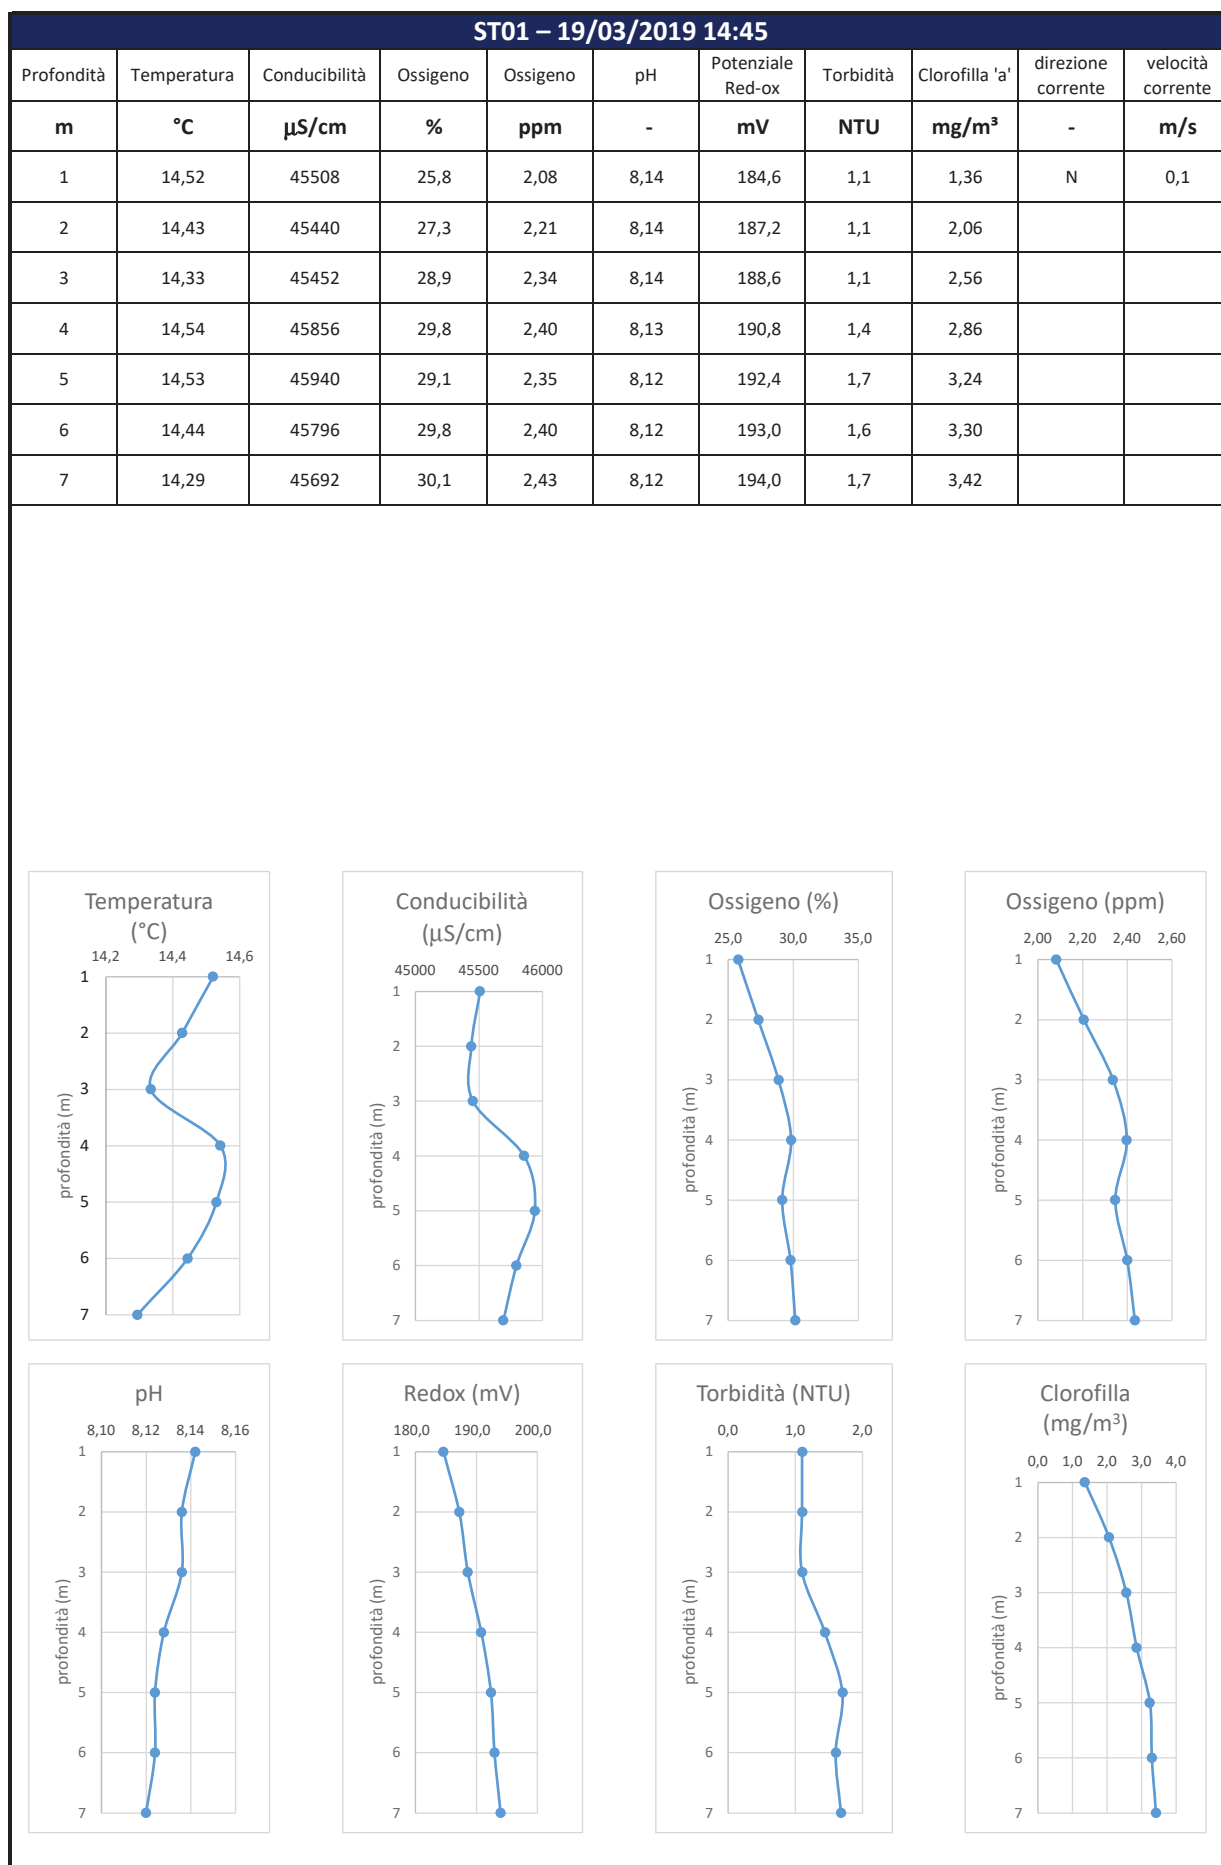 ST01 – 19/03/2019 14:45
Profondità Temperatura Conducibilità Ossigeno Ossigeno pH Potenziale Red-ox Torbidità Clorofilla 'a' direzione corrente velocità corrente
m °C µS/cm % ppm - mV NTU mg/m³ - m/s
1 14,52 45508 25,8 2,08 8,14 184,6 1,1 1,36 N 0,1
2 14,43 45440 27,3 2,21 8,14 187,2 1,1 2,06
3 14,33 45452 28,9 2,34 8,14 188,6 1,1 2,56
4 14,54 45856 29,8 2,40 8,13 190,8 1,4 2,86
5 14,53 45940 29,1 2,35 8,12 192,4 1,7 3,24
6 14,44 45796 29,8 2,40 8,12 193,0 1,6 3,30
7 14,29 45692 30,1 2,43 8,12 194,0 1,7 3,42
Temperatura
(°C)
14,2 14,4 14,6
1
2
3
4
5
6
7
profondità (m)
Conducibilità
(µS/cm)
45000 45500 46000
1
2
3
4
5
6
7
profondità (m)
Ossigeno (%)
25,0 30,0 35,0
1
2
3
4
5
6
7
profondità (m)
Ossigeno (ppm)
2,00 2,20 2,40 2,60
1
2
3
4
5
6
7
profondità (m)
pH
8,10 8,12 8,14 8,16
1
2
3
4
5
6
7
profondità (m)
Redox (mV)
180,0 190,0 200,0
1
2
3
4
5
6
7
profondità (m)
Torbidità (NTU)
0,0 1,0 2,0
1
2
3
4
5
6
7
profondità (m)
Clorofilla
(mg/m³)
0,0 1,0 2,0 3,0 4,0
1
2
3
4
5
6
7
profondità (m)